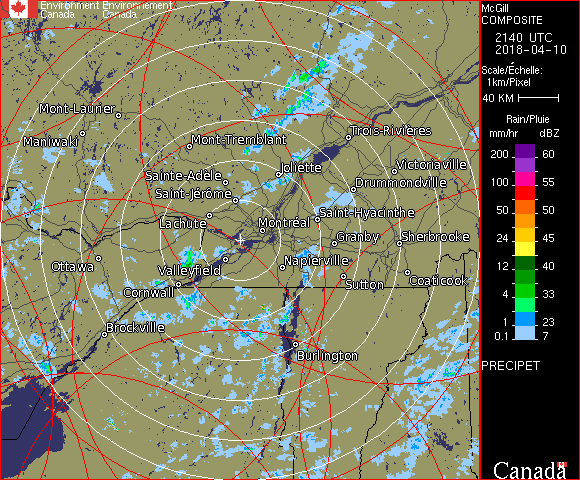 Environment Environnement
Canada Canada
McGill
COMPOSITE
2140 UTC
2018-04-10
Scale/Échelle:
1km/Pixel
40 KM
Rain/Pluie
mm/hr dBZ
200 60
100 55
50 50
24 45
12 40
4 33
0.1 23
7
PRECIPET
Canada
Mont-Laurier
Maniwaki
Mont-Tremblant
Trois-Rivières
Sainte-Adèle
Joliette
Victoriaville
Saint-Jérôme
Drummondville
Lachute
Saint-Hyacinthe
Montréal
Granby
Sherbrooke
Ottawa
Valleyfield
Napierville
Cornwall
Sutton
Coaticook
Brockville
Burlington